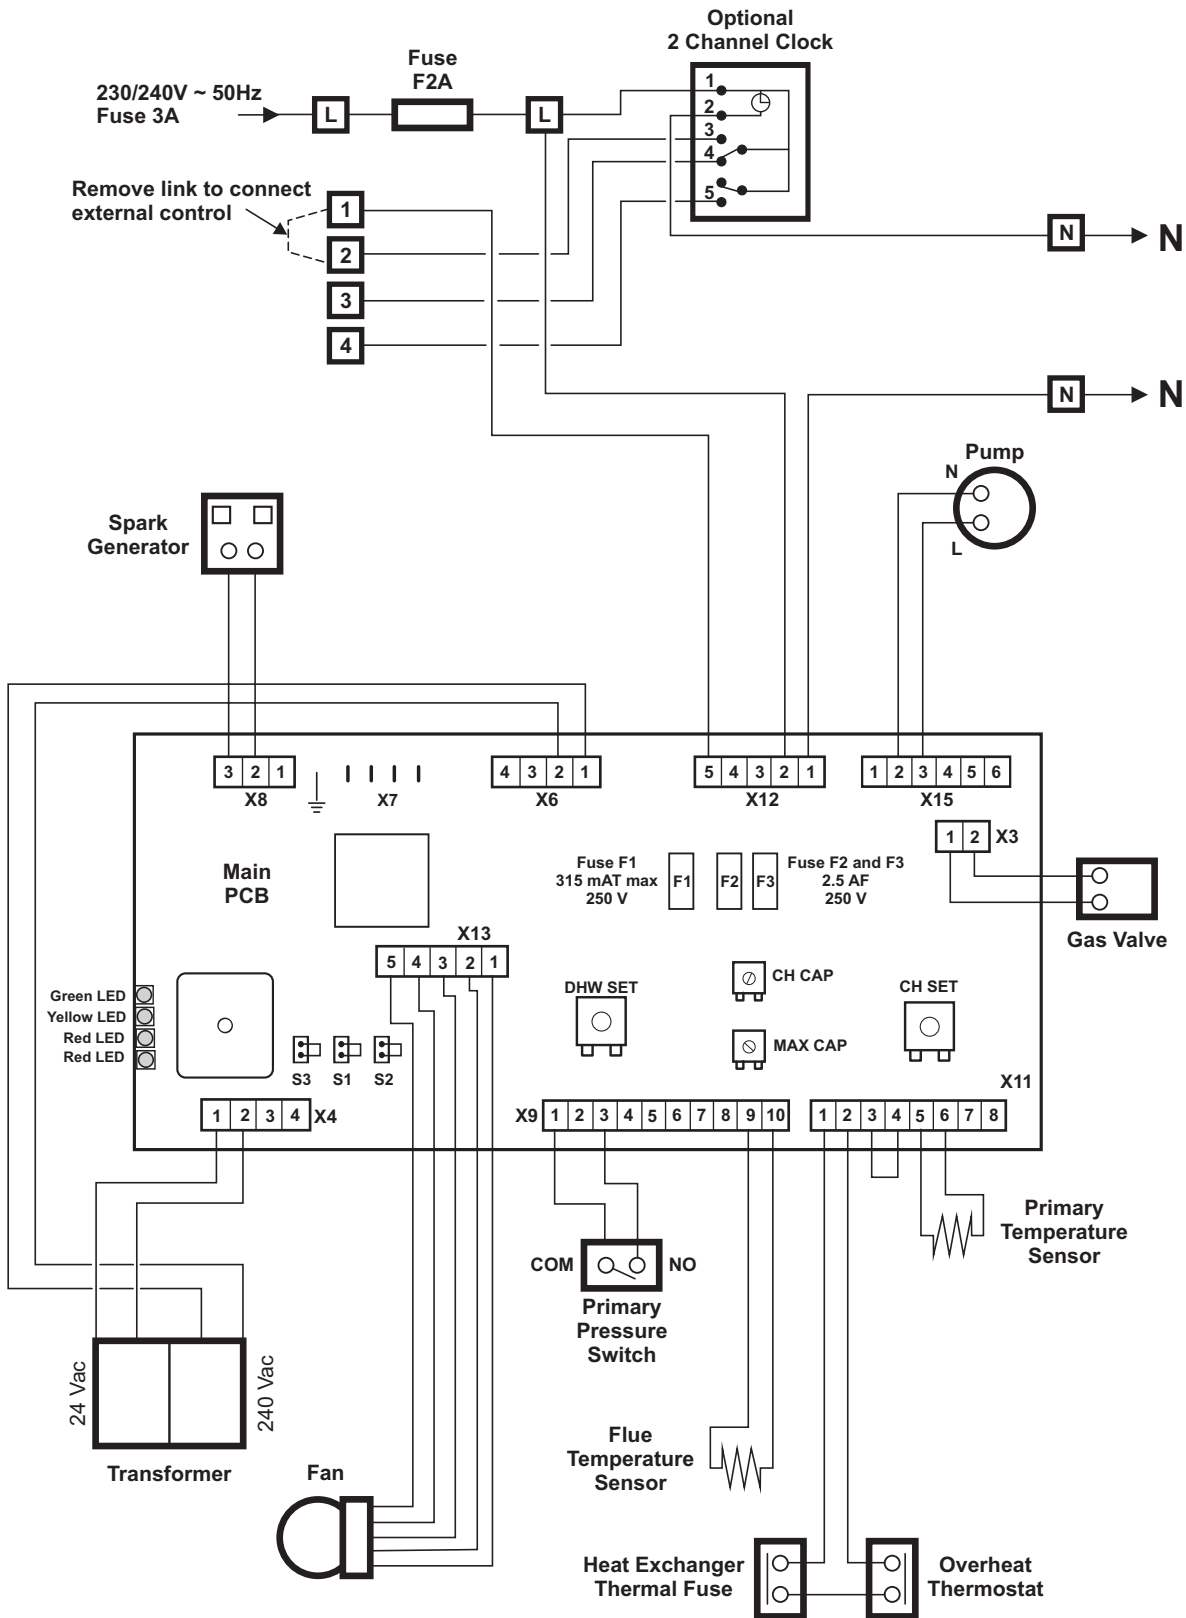 Optional
2 Channel Clock
Fuse
F2A
230/240V ~ 50Hz
Fuse 3A
L
L
1
2
3
4
5
Remove link to connect
external control
1
2
3
4
N
N
N
N
Pump
N
L
Spark
Generator
3 2 1
X8
X7
4 3 2 1
X6
5 4 3 2 1
X12
1 2 3 4 5 6
X15
1 2
X3
Main
PCB
Fuse F1
315 mAT max
250 V
F1
F2
F3
Fuse F2 and F3
2.5 AF
250 V
Gas Valve
X13
5 4 3 2 1
Green LED
Yellow LED
Red LED
Red LED
DHW SET
CH CAP
MAX CAP
CH SET
S3
S1
S2
1 2 3 4
X4
X9
1 2 3 4 5 6 7 8 9 10
X11
1 2 3 4 5 6 7 8
Primary
Temperature
Sensor
COM
NO
Primary
Pressure
Switch
24 Vac
240 Vac
Transformer
Fan
Flue
Temperature
Sensor
Heat Exchanger
Thermal Fuse
Overheat
Thermostat